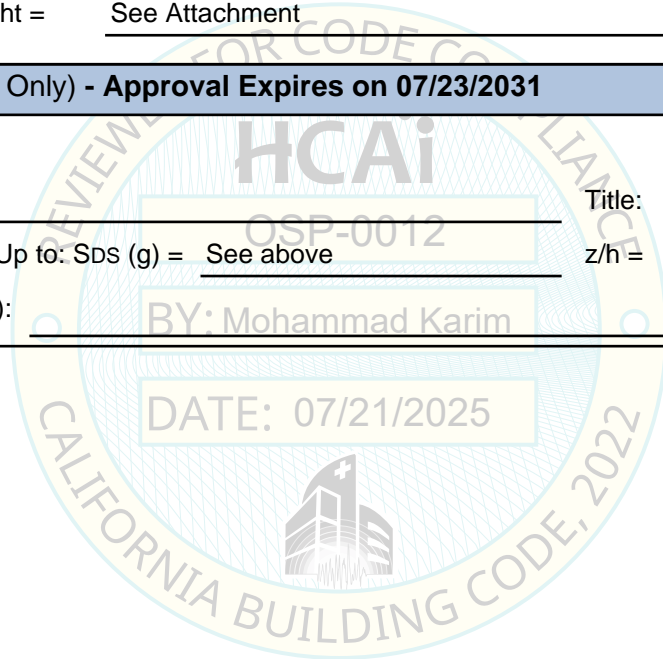 ht = See Attachment
Only) - Approval Expires on 07/23/2031
REVIEWED FOR CODE COMPLIANCE
HCAi
Title:
OSP-0012
Up to: SDS (g) = See above z/h =
):
BY: Mohammad Karim
DATE: 07/21/2025
CALIFORNIA BUILDING CODE, 2022